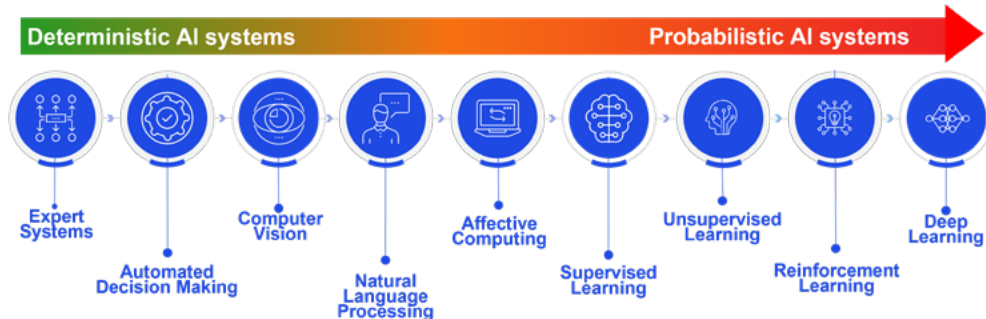 Deterministic AI systems
Probabilistic AI systems
Expert
Systems
Automated
Decision Making
Computer
Vision
Natural
Language
Processing
Affective
Computing
Supervised
Learning
Unsupervised
Learning
Reinforcement
Learning
Deep
Learning